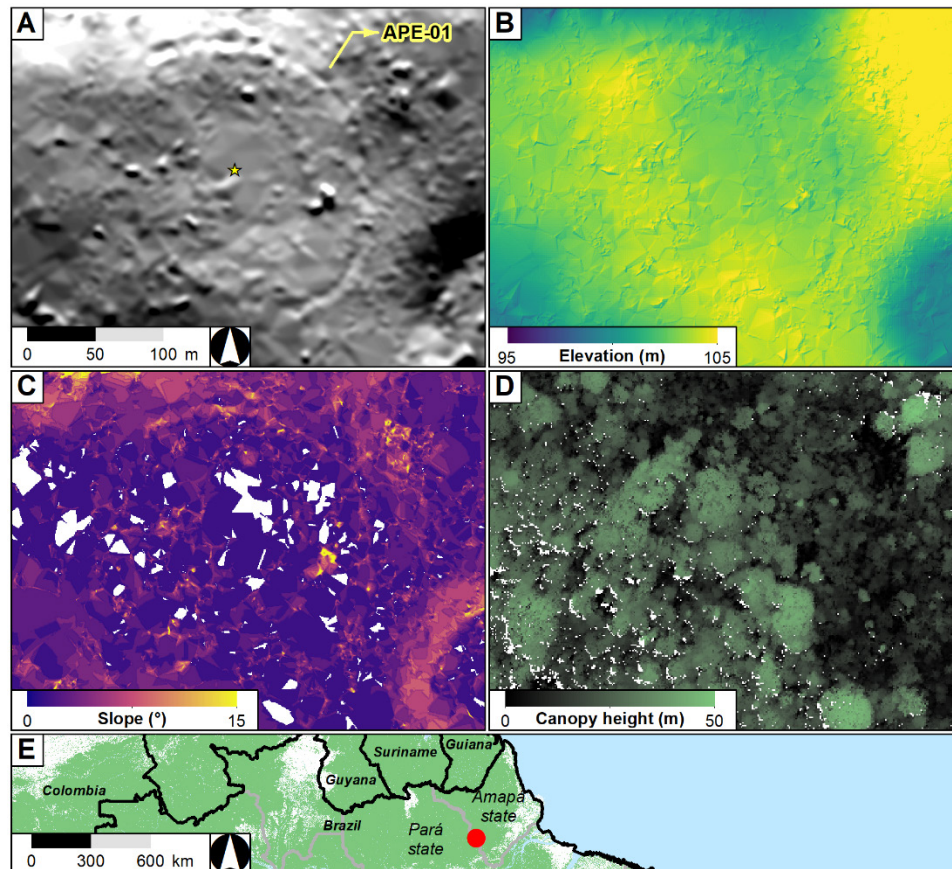 A
APE-01
0 50 100 m
B
95 Elevation (m) 105
C
0 Slope (°) 15
D
0 Canopy height (m) 50
E
Colombia
Guyana
Suriname
Guiana
Brazil
Pará
state
Amapá
state
0 300 600 km